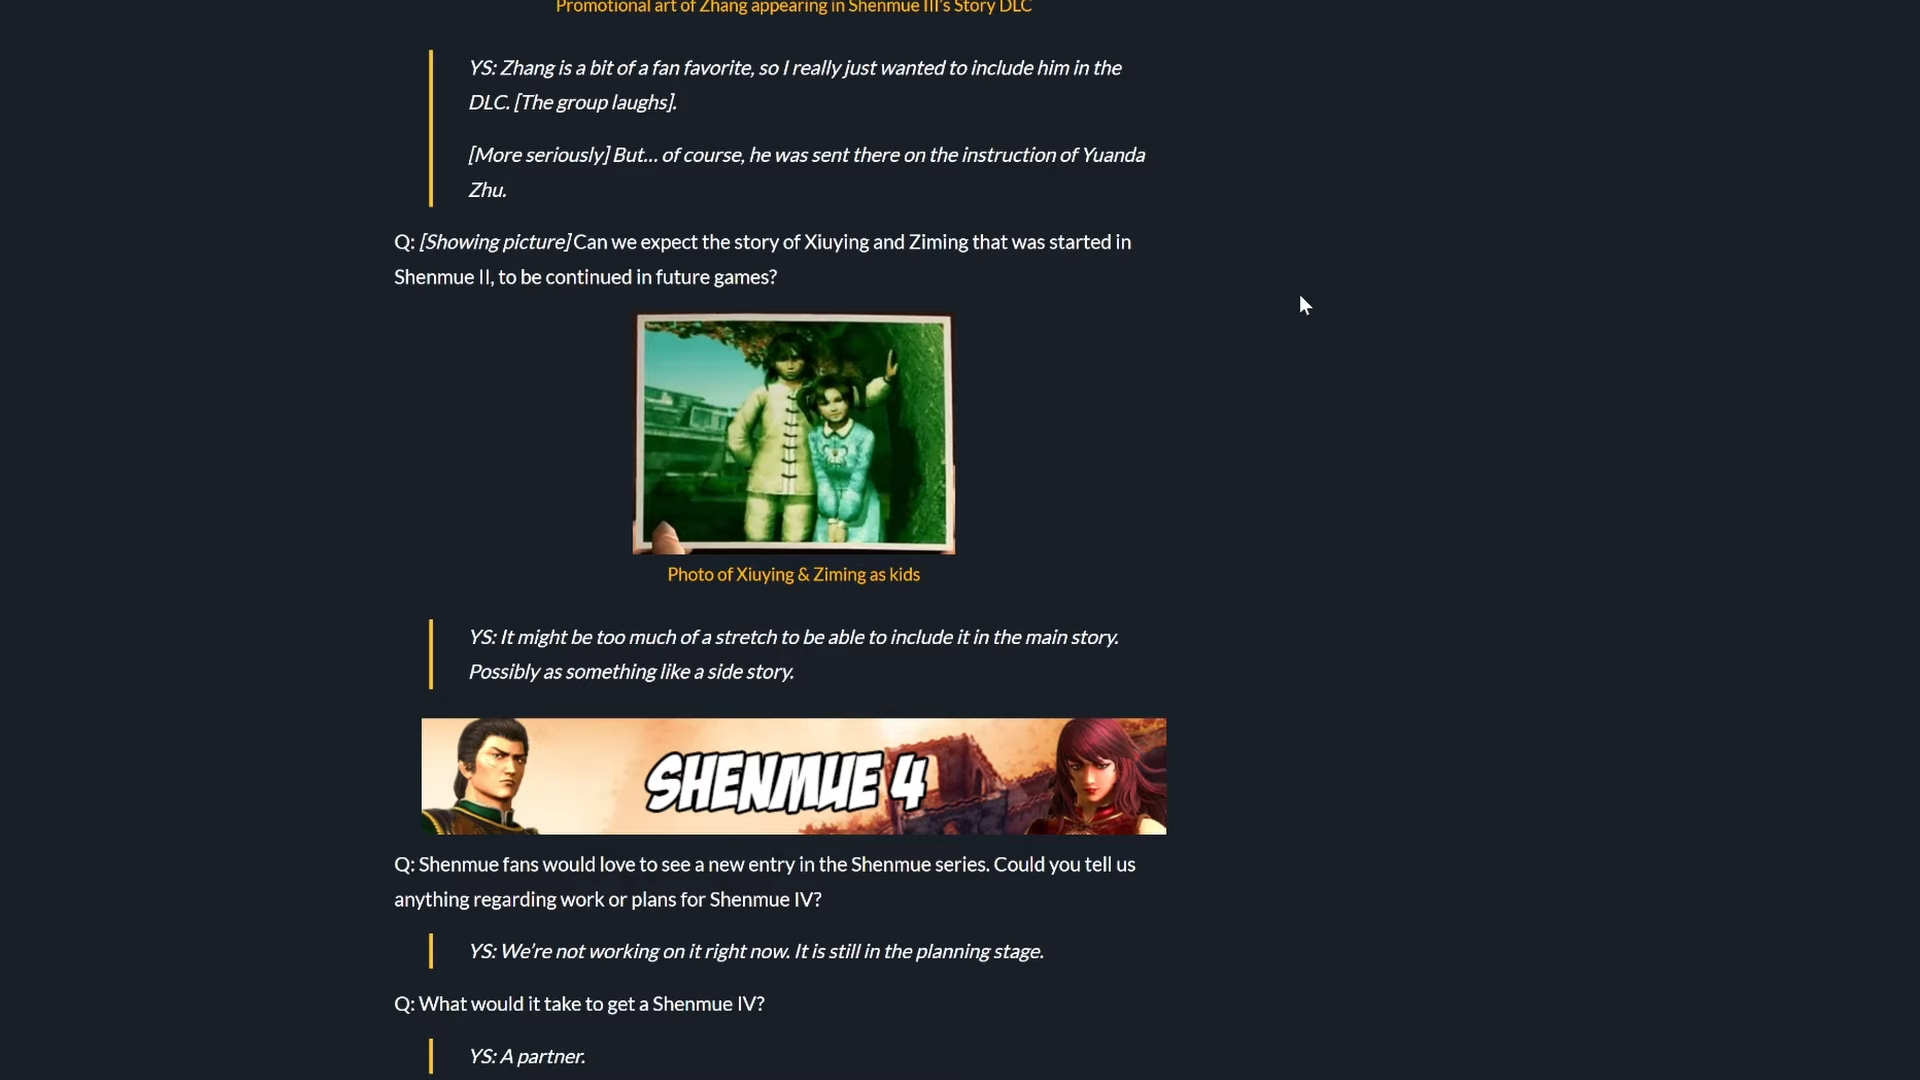 Promotional art of Zhang appearing in Shenmue III's Story DLC
YS: Zhang is a bit of a fan favorite, so I really just wanted to include him in the
DLC. [The group laughs].
[More seriously] But... of course, he was sent there on the instruction of Yuanda
Zhu.
Q: [Showing picture] Can we expect the story of Xiuying and Ziming that was started in
Shenmue II, to be continued in future games?
Photo of Xiuying & Ziming as kids
YS: It might be too much of a stretch to be able to include it in the main story.
Possibly as something like a side story.
SHENMUE 4
Q: Shenmue fans would love to see a new entry in the Shenmue series. Could you tell us
anything regarding work or plans for Shenmue IV?
YS: We're not working on it right now. It is still in the planning stage.
Q: What would it take to get a Shenmue IV?
YS: A partner.